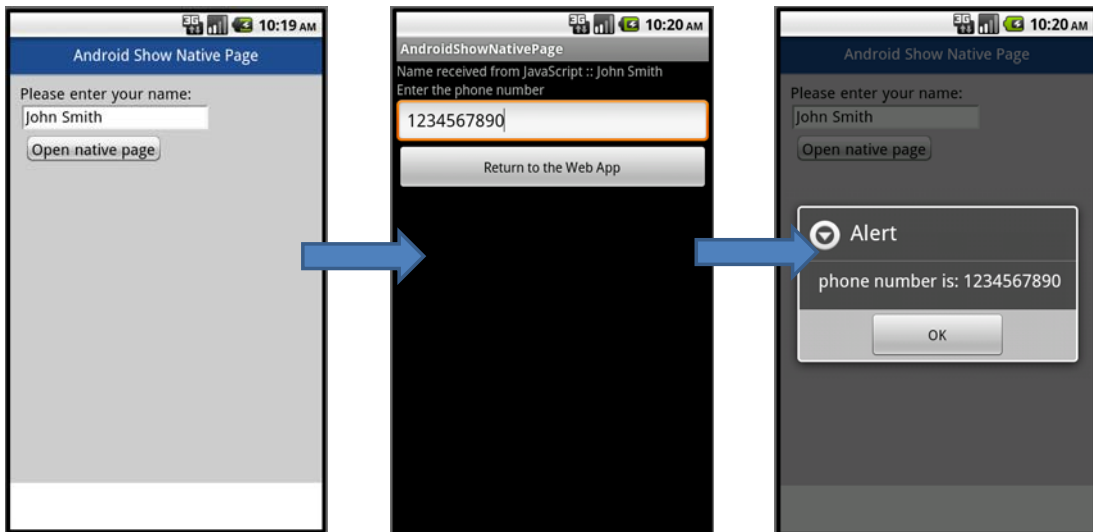 3G 10:19 AM
Android Show Native Page
Please enter your name:
John Smith
Open native page
3G 10:20 AM
AndroidShowNativePage
Name received from JavaScript :: John Smith
Enter the phone number
1234567890
Return to the Web App
3G 10:20 AM
Android Show Native Page
Please enter your name:
John Smith
Open native page
Alert
phone number is: 1234567890
OK